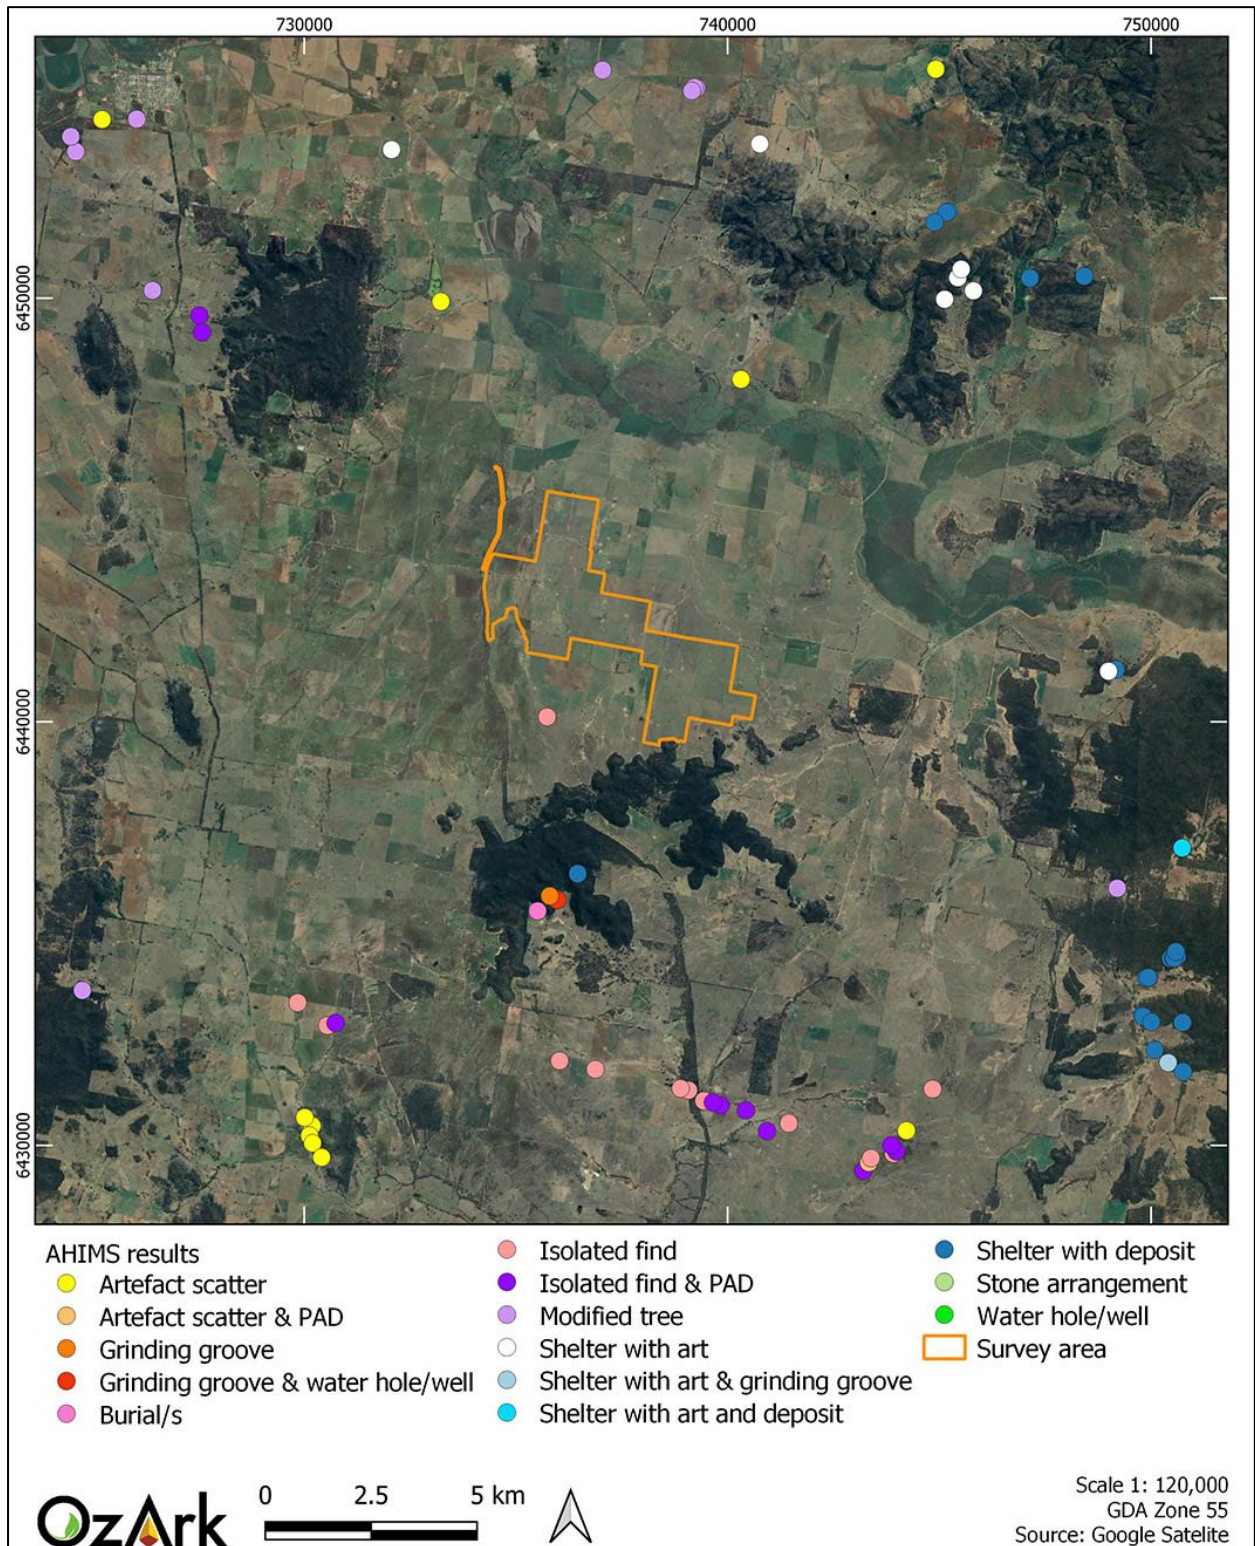 730000 740000 750000
6450000
6440000
6430000
AHIMS results
Artefact scatter
Artefact scatter & PAD
Grinding groove
Grinding groove & water hole/well
Burial/s
Isolated find
Isolated find & PAD
Modified tree
Shelter with art
Shelter with art & grinding groove
Shelter with art and deposit
Shelter with deposit
Stone arrangement
Water hole/well
Survey area
OzArk
0 2.5 5 km
Scale 1: 120,000
GDA Zone 55
Source: Google Satelite